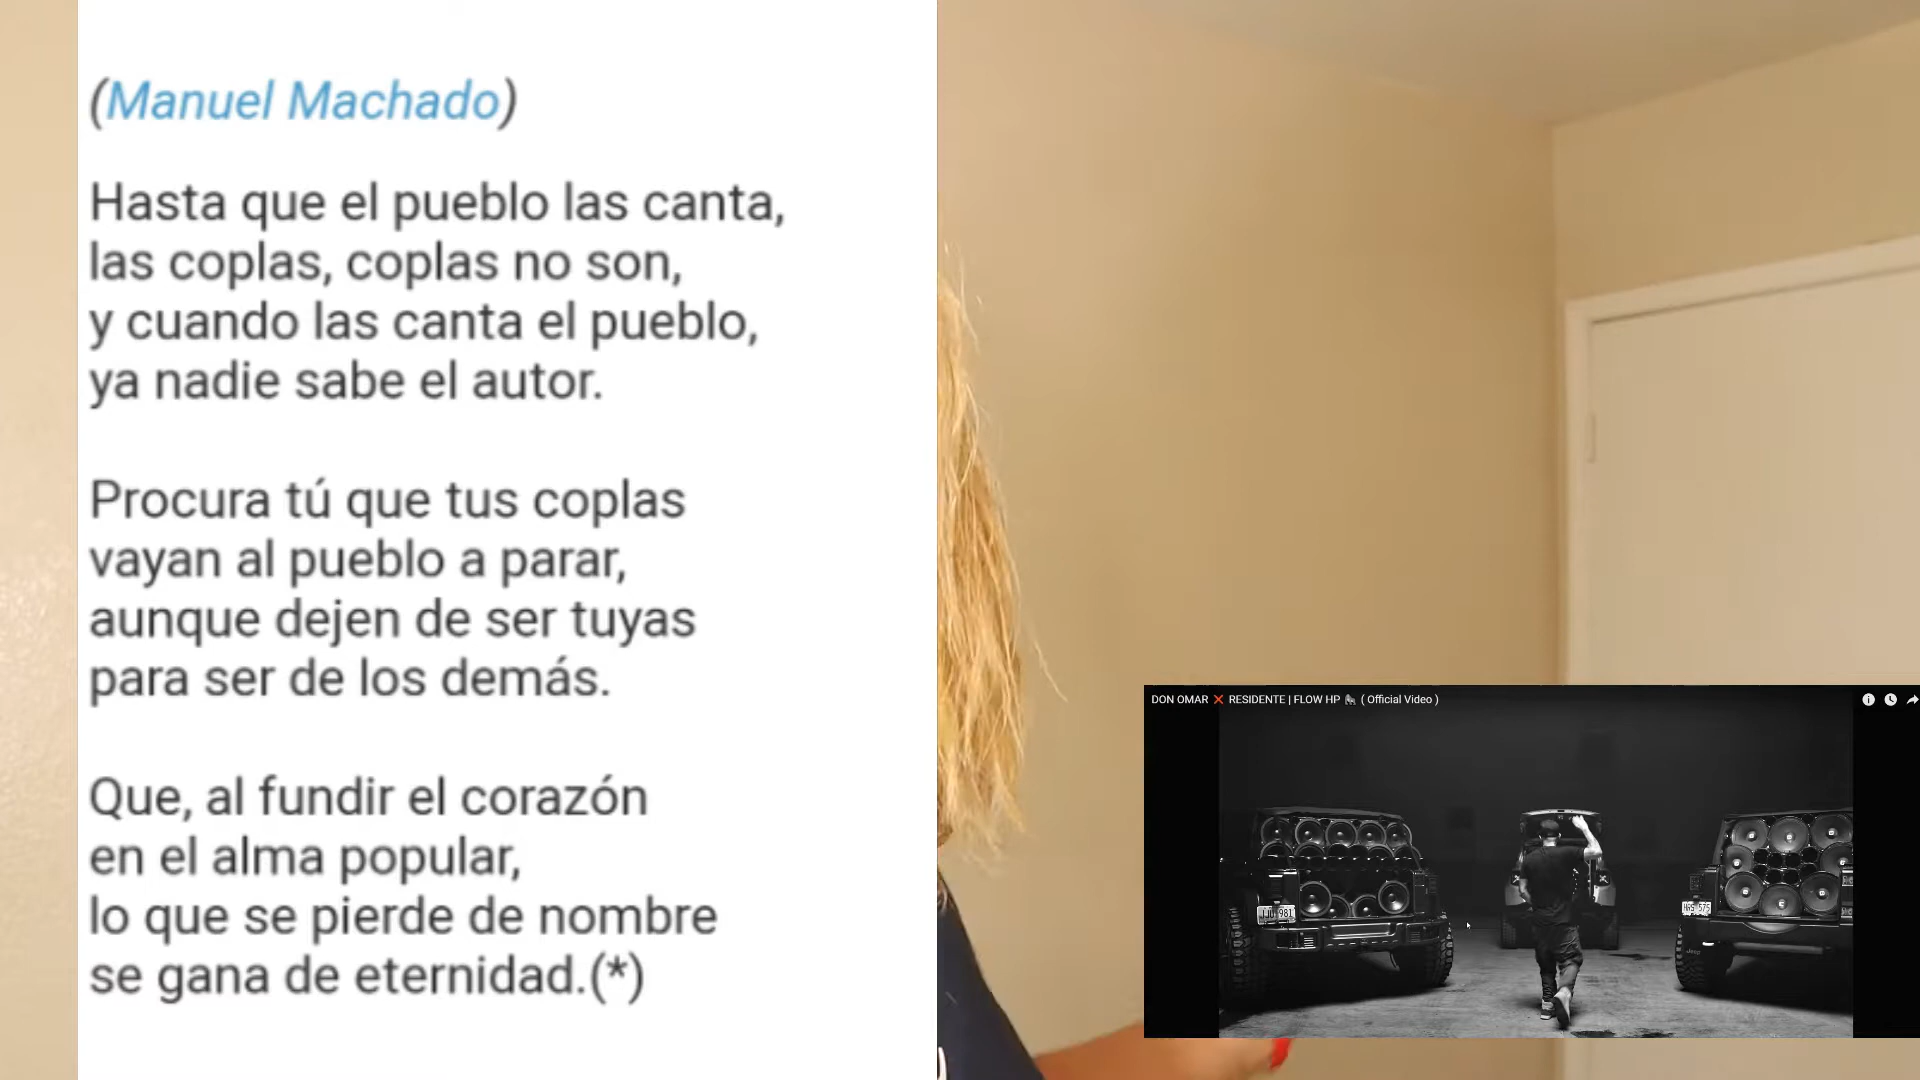 (Manuel Machado)
Hasta que el pueblo las canta,
las coplas, coplas no son,
y cuando las canta el pueblo,
ya nadie sabe el autor.
Procura tú que tus coplas
vayan al pueblo a parar,
aunque dejen de ser tuyas
para ser de los demás.
Que, al fundir el corazón
en el alma popular,
lo que se pierde de nombre
se gana de eternidad.(*)
DON OMAR ❌ RESIDENTE | FLOW HP ( Official Video )